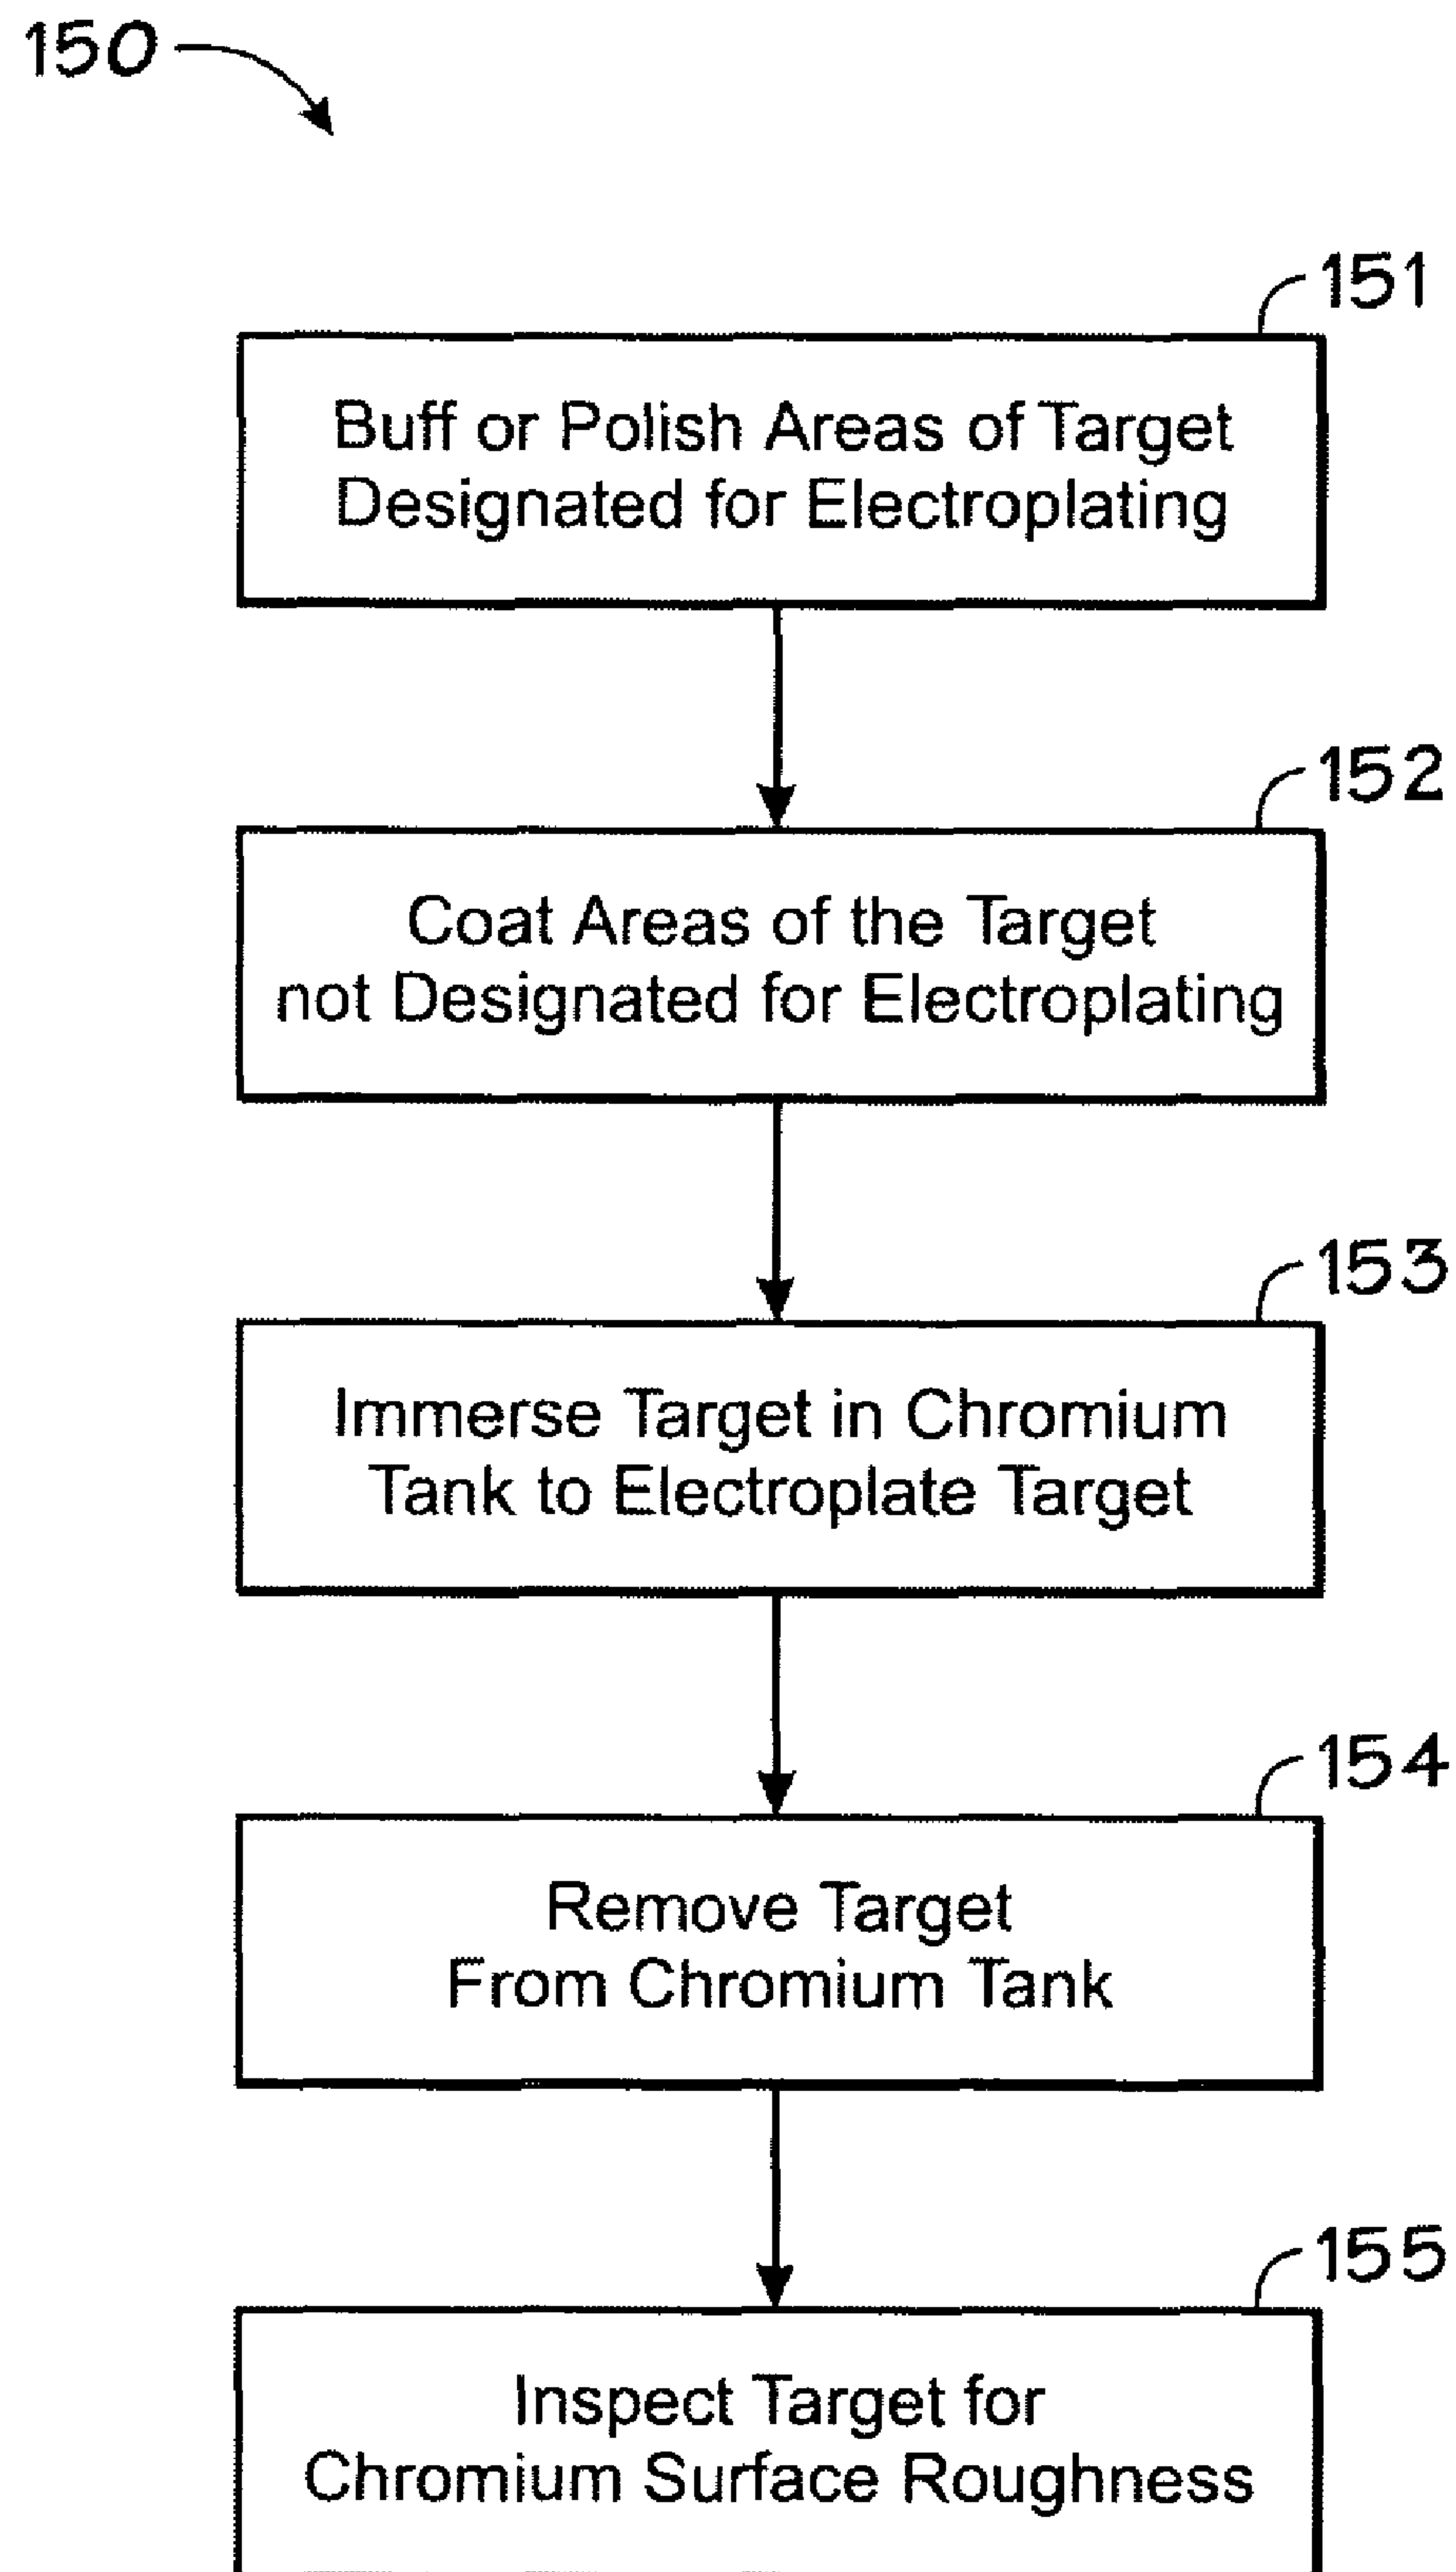 150
151
Buff or Polish Areas of Target
Designated for Electroplating
152
Coat Areas of the Target
not Designated for Electroplating
153
Immerse Target in Chromium
Tank to Electroplate Target
154
Remove Target
From Chromium Tank
155
Inspect Target for
Chromium Surface Roughness